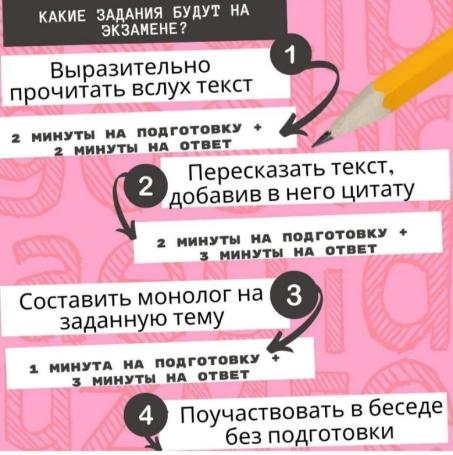 КАКИЕ ЗАДАНИЯ БУДУТ НА
ЭКЗАМЕНЕ?
1
Выразительно
прочитать вслух текст
2 МИНУТЫ НА ПОДГОТОВКУ +
2 МИНУТЫ НА ОТВЕТ
2
Пересказать текст,
добавив в него цитату
2 МИНУТЫ НА ПОДГОТОВКУ +
3 МИНУТЫ НА ОТВЕТ
Составить монолог на
заданную тему
3
1 МИНУТА НА ПОДГОТОВКУ +
3 МИНУТЫ НА ОТВЕТ
4
Поучаствовать в беседе
без подготовки